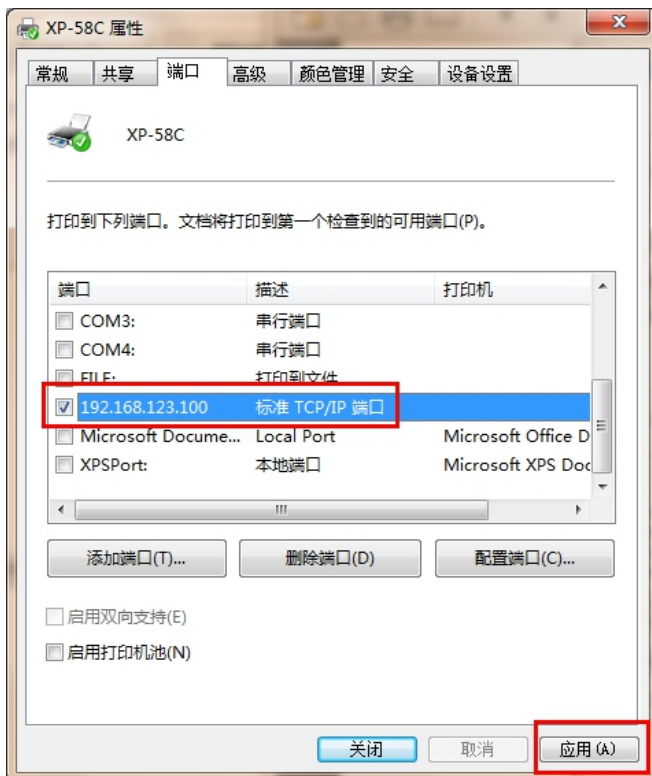 XP-58C 属性
常规 共享 端口 高级 颜色管理 安全 设备设置
XP-58C
打印到下列端口。文档将打印到第一个检查到的可用端口(P)。
端口 描述 打印机
COM3: 串行端口
COM4: 串行端口
FILE: 打印到文件
192.168.123.100 标准 TCP/IP 端口
Microsoft Docume... Local Port Microsoft Office D
XPSPort: 本地端口 Microsoft XPS Doc
添加端口(T)... 删除端口(D) 配置端口(C)...
启用双向支持(E)
启用打印机池(N)
关闭 取消 应用(A)